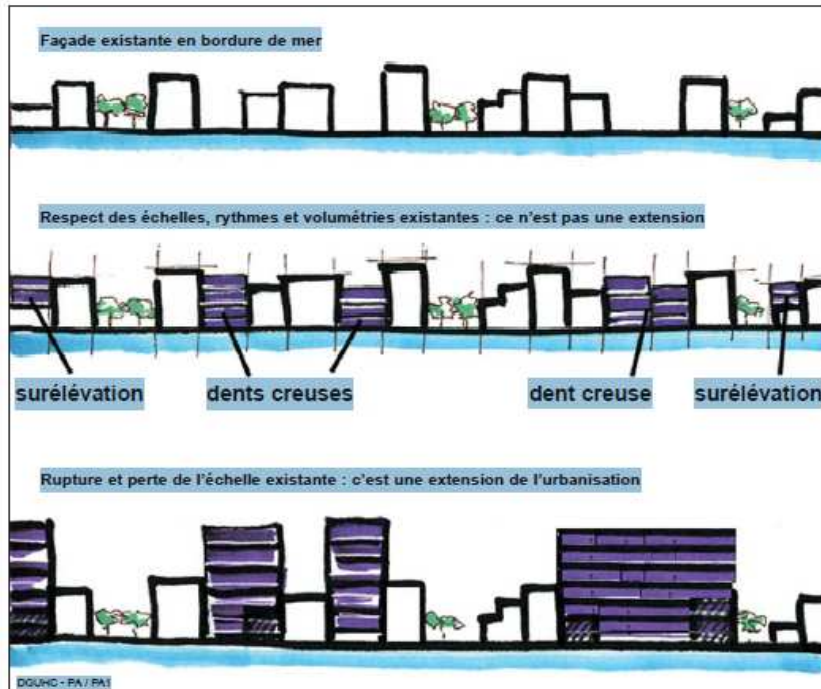 Façade existante en bordure de mer
Respect des échelles, rythmes et volumétries existantes : ce n'est pas une extension
surélévation dents creuses dent creuse surélévation
Rupture et perte de l'échelle existante : c'est une extension de l'urbanisation
DGUHC - PA / PA1